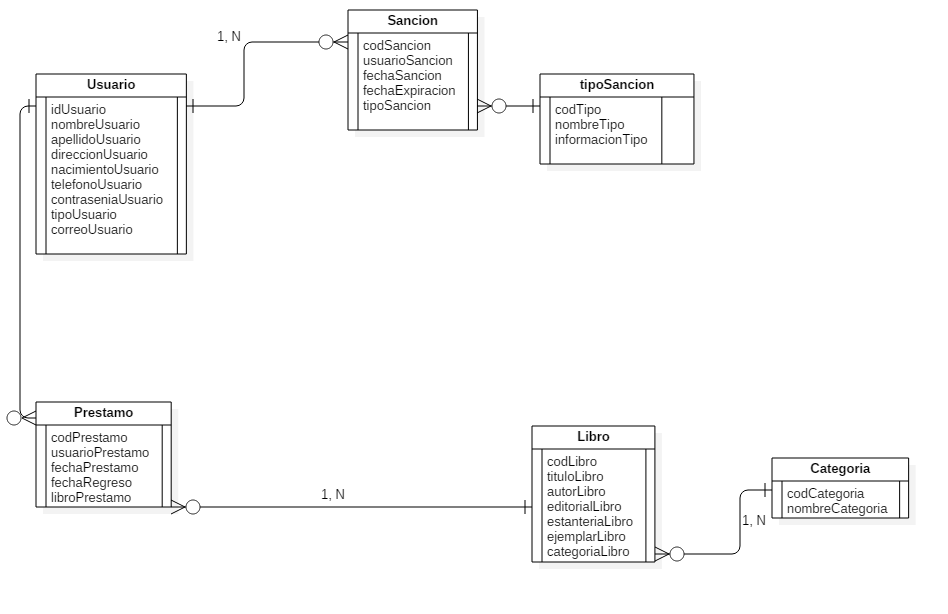 Sancion
codSancion
usuarioSancion
fechaSancion
fechaExpiracion
tipoSancion
1, N
Usuario
idUsuario
nombreUsuario
apellidoUsuario
direccionUsuario
nacimientoUsuario
telefonoUsuario
contraseniaUsuario
tipoUsuario
correoUsuario
tipoSancion
codTipo
nombreTipo
informacionTipo
Prestamo
codPrestamo
usuarioPrestamo
fechaPrestamo
fechaRegreso
libroPrestamo
1, N
Libro
codLibro
tituloLibro
autorLibro
editorialLibro
estanteriaLibro
ejemplarLibro
categoriaLibro
Categoria
codCategoria
nombreCategoria
1, N